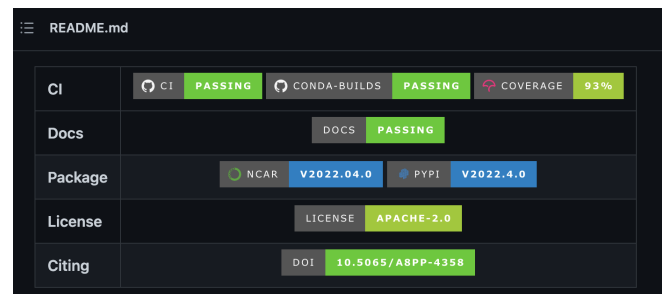 README.md
CI CI PASSING CONDA-BUILDS PASSING COVERAGE 93%
Docs DOCS PASSING
Package NCAR V2022.04.0 PYPI V2022.4.0
License LICENSE APACHE-2.0
Citing DOI 10.5065/A8PP-4358